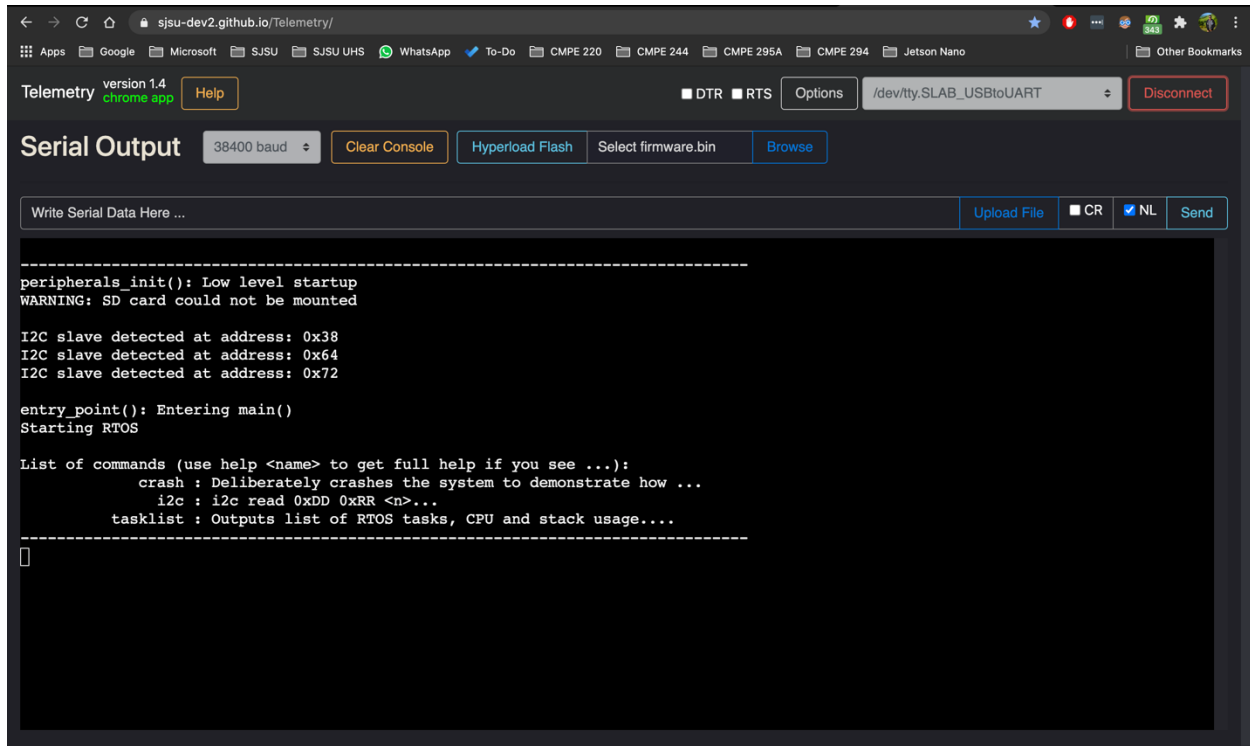 sjsu-dev2.github.io/Telemetry/
343
Apps Google Microsoft SJSU SJSU UHS WhatsApp To-Do CMPE 220 CMPE 244 CMPE 295A CMPE 294 Jetson Nano Other Bookmarks
Telemetry version 1.4 chrome app Help DTR RTS Options /dev/tty.SLAB_USBtoUART Disconnect
Serial Output 38400 baud Clear Console Hyperload Flash Select firmware.bin Browse
Write Serial Data Here ... Upload File CR NL Send
--------------------------------------------------------------------------------
peripherals_init(): Low level startup
WARNING: SD card could not be mounted
I2C slave detected at address: 0x38
I2C slave detected at address: 0x64
I2C slave detected at address: 0x72
entry_point(): Entering main()
Starting RTOS
List of commands (use help <name> to get full help if you see ...):
crash : Deliberately crashes the system to demonstrate how ...
i2c : i2c read 0xDD 0xRR <n>...
tasklist : Outputs list of RTOS tasks, CPU and stack usage....
--------------------------------------------------------------------------------